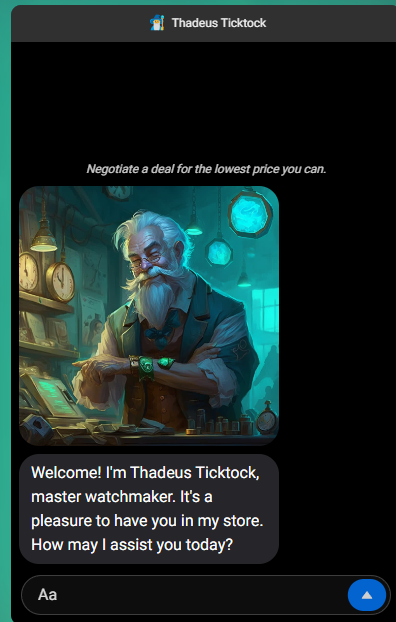 Thadeus Ticktock
Negotiate a deal for the lowest price you can.
Welcome! I'm Thadeus Ticktock,
master watchmaker. It's a
pleasure to have you in my store.
How may I assist you today?
Aa